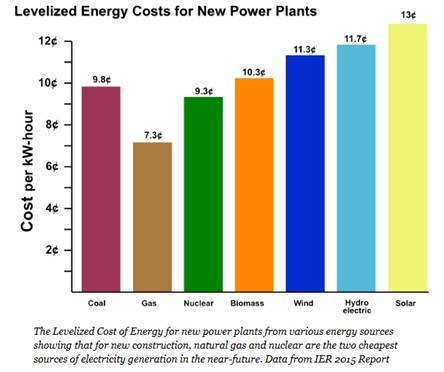 Levelized Energy Costs for New Power Plants
Cost per kW-hour
12¢
10¢
8¢
6¢
4¢
2¢
9.8¢
7.3¢
9.3¢
10.3¢
11.3¢
11.7¢
13¢
Coal
Gas
Nuclear
Biomass
Wind
Hydro
electric
Solar
The Levelized Cost of Energy for new power plants from various energy sources
showing that for new construction, natural gas and nuclear are the two cheapest
sources of electricity generation in the near-future. Data from IER 2015 Report